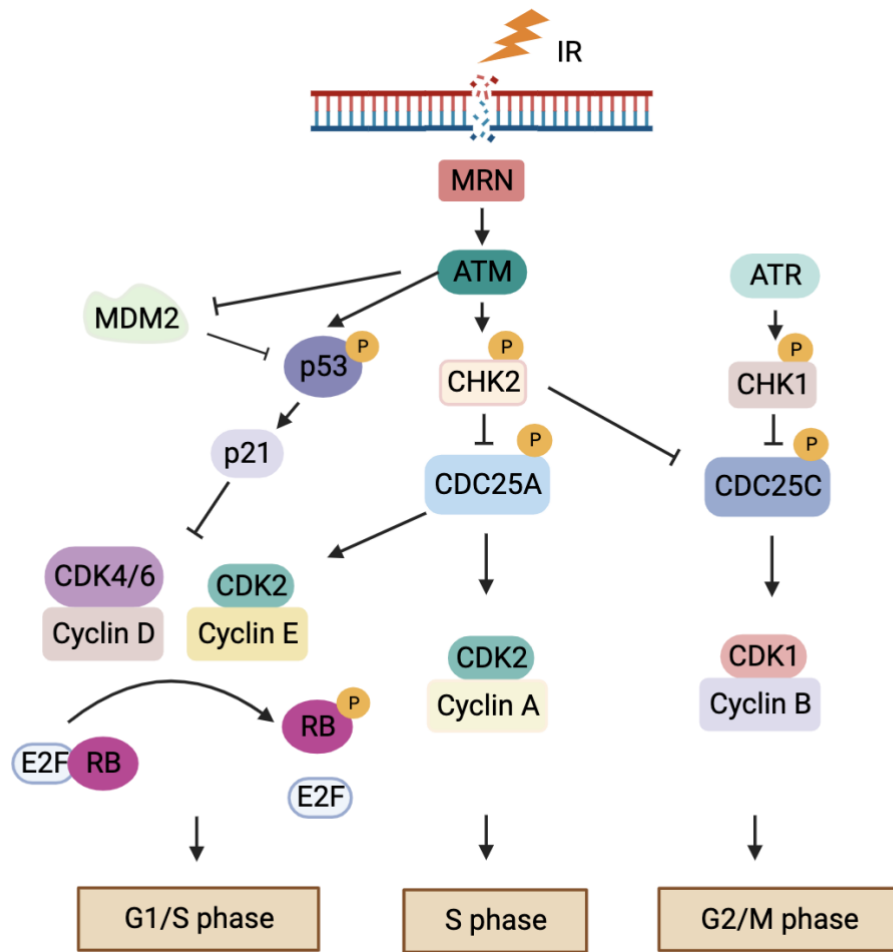 IR
MRN
ATM
ATR
MDM2
P
p53
P
CHK2
P
CHK1
p21
P
CDC25A
P
CDC25C
CDK4/6
Cyclin D
CDK2
Cyclin E
CDK2
Cyclin A
CDK1
Cyclin B
E2F
RB
P
RB
E2F
G1/S phase
S phase
G2/M phase